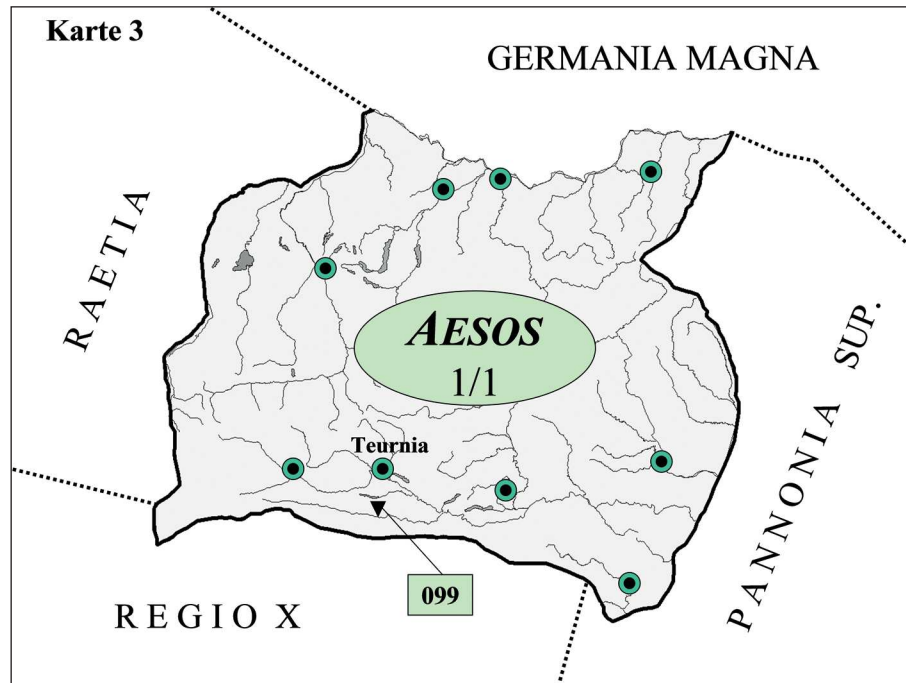 Karte 3
GERMANIA MAGNA
RAETIA
AESOS
1/1
PANNONIA SUP.
Teurnia
099
REGIO X